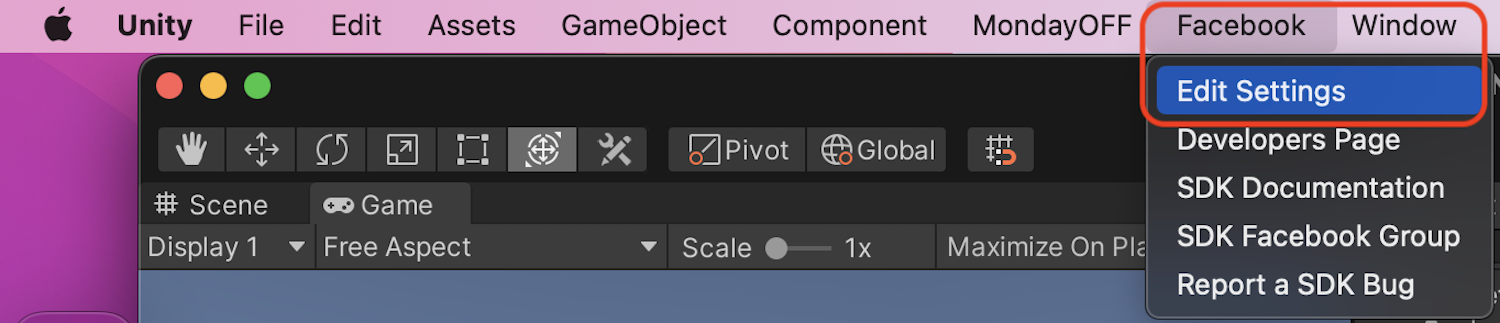 Unity File Edit Assets GameObject Component MondayOFF Facebook Window
Edit Settings
Developers Page
SDK Documentation
SDK Facebook Group
Report a SDK Bug
Pivot Global
Scene Game
Display 1 Free Aspect Scale 1x Maximize On Pla